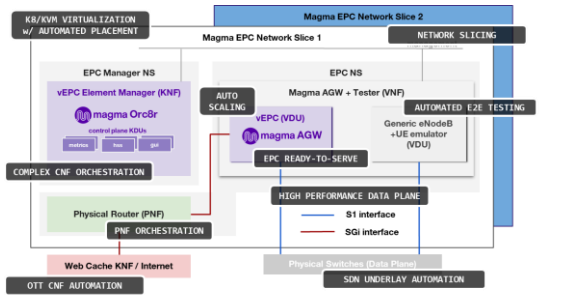 K8/KVM VIRTUALIZATION
w/ AUTOMATED PLACEMENT
Magma EPC Network Slice 2
Magma EPC Network Slice 1
NETWORK SLICING
EPC Manager NS
EPC NS
vEPC Element Manager (KNF)
magma Orc8r
control plane KDUs
metrics
hss
gui
COMPLEX CNF ORCHESTRATION
AUTO
SCALING
Magma AGW + Tester (VNF)
vEPC (VDU)
magma AGW
EPC READY-TO-SERVE
AUTOMATED E2E TESTING
Generic eNodeB
+UE emulator
(VDU)
HIGH PERFORMANCE DATA PLANE
Physical Router (PNF)
PNF ORCHESTRATION
S1 interface
SGi interface
Web Cache KNF / Internet
OTT CNF AUTOMATION
Physical Switches (Data Plane)
SDN UNDERLAY AUTOMATION